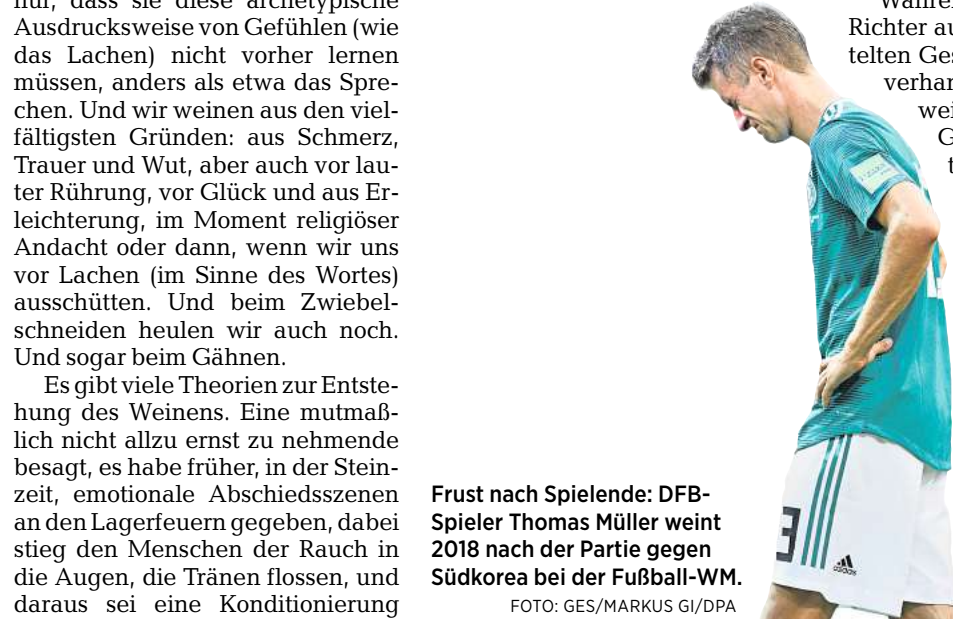 nur, dass sie diese archetypische
Ausdrucksweise von Gefühlen (wie
das Lachen) nicht vorher lernen
müssen, anders als etwa das Spre-
chen. Und wir weinen aus den viel-
fältigsten Gründen: aus Schmerz,
Trauer und Wut, aber auch vor lau-
ter Rührung, vor Glück und aus Er-
leichterung, im Moment religiöser
Andacht oder dann, wenn wir uns
vor Lachen (im Sinne des Wortes)
ausschütten. Und beim Zwiebel-
schneiden heulen wir auch noch.
Und sogar beim Gähnen.
Es gibt viele Theorien zur Entste-
hung des Weinens. Eine mutmaß-
lich nicht allzu ernst zu nehmende
besagt, es habe früher, in der Stein-
zeit, emotionale Abschiedsszenen
an den Lagerfeuern gegeben, dabei
stieg den Menschen der Rauch in
die Augen, die Tränen flossen, und
daraus sei eine Konditionierung
Frust nach Spielende: DFB-
Spieler Thomas Müller weint
2018 nach der Partie gegen
Südkorea bei der Fußball-WM.
FOTO: GES/MARKUS GI/DPA
Richter
telten
adidas
3